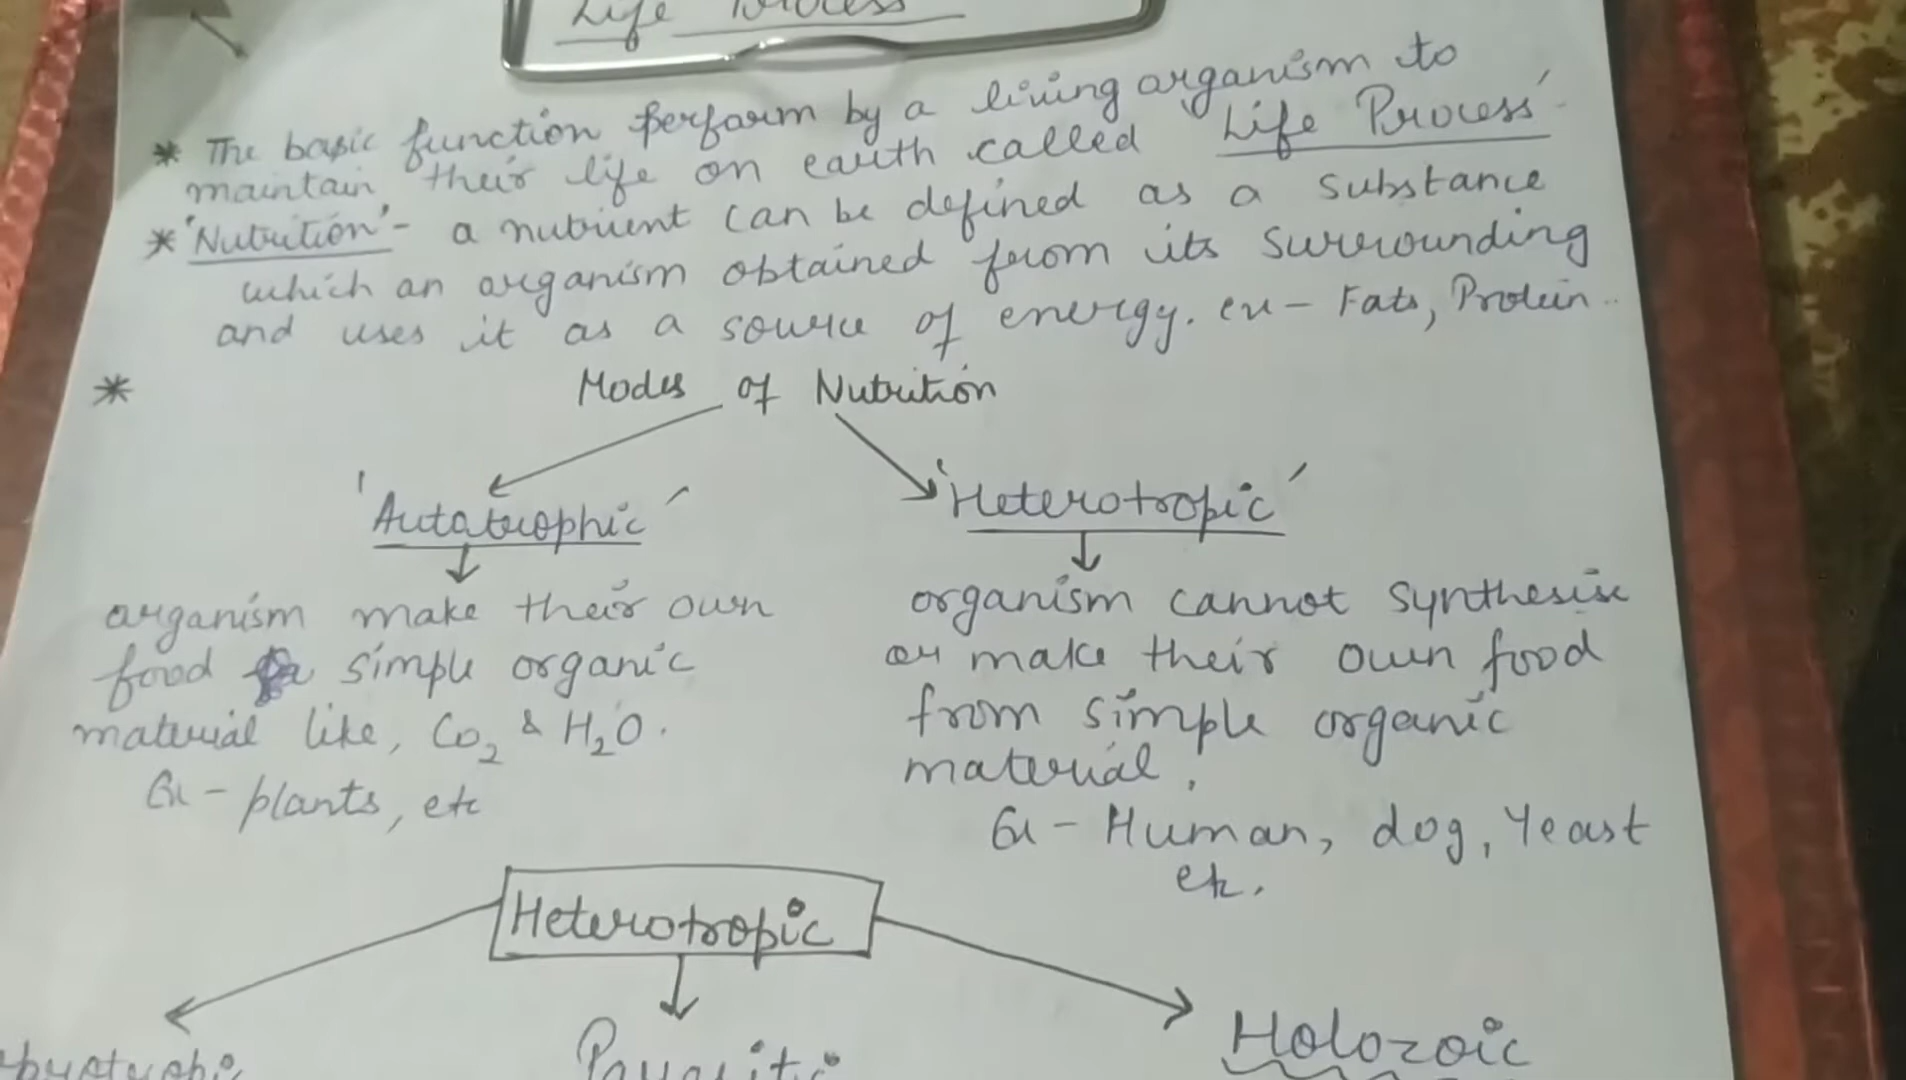 Life Process
* The basic function perform by a living organism to
maintain their life on earth called 'Life Process'
* 'Nutrition' - a nutrient can be defined as a substance
which an organism obtained from its surrounding
and uses it as a source of energy. ex - Fats, Protein..
* Modes of Nutrition
'Autotrophic'
'Heterotropic'
organism make their own
food simple organic
material like, CO2 & H2O.
Ex - plants, etc
organism cannot synthesise
or make their own food
from simple organic
material.
Ex - Human, dog, Yeast
etc.
Heterotropic
Parasitic
Holozoic